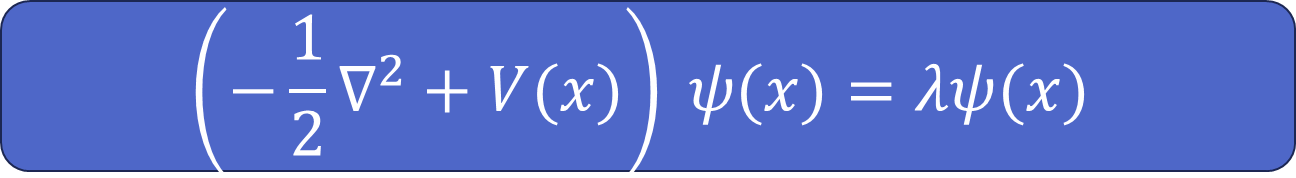 (−1/2 ∇² + V(x)) ψ(x) = λψ(x)